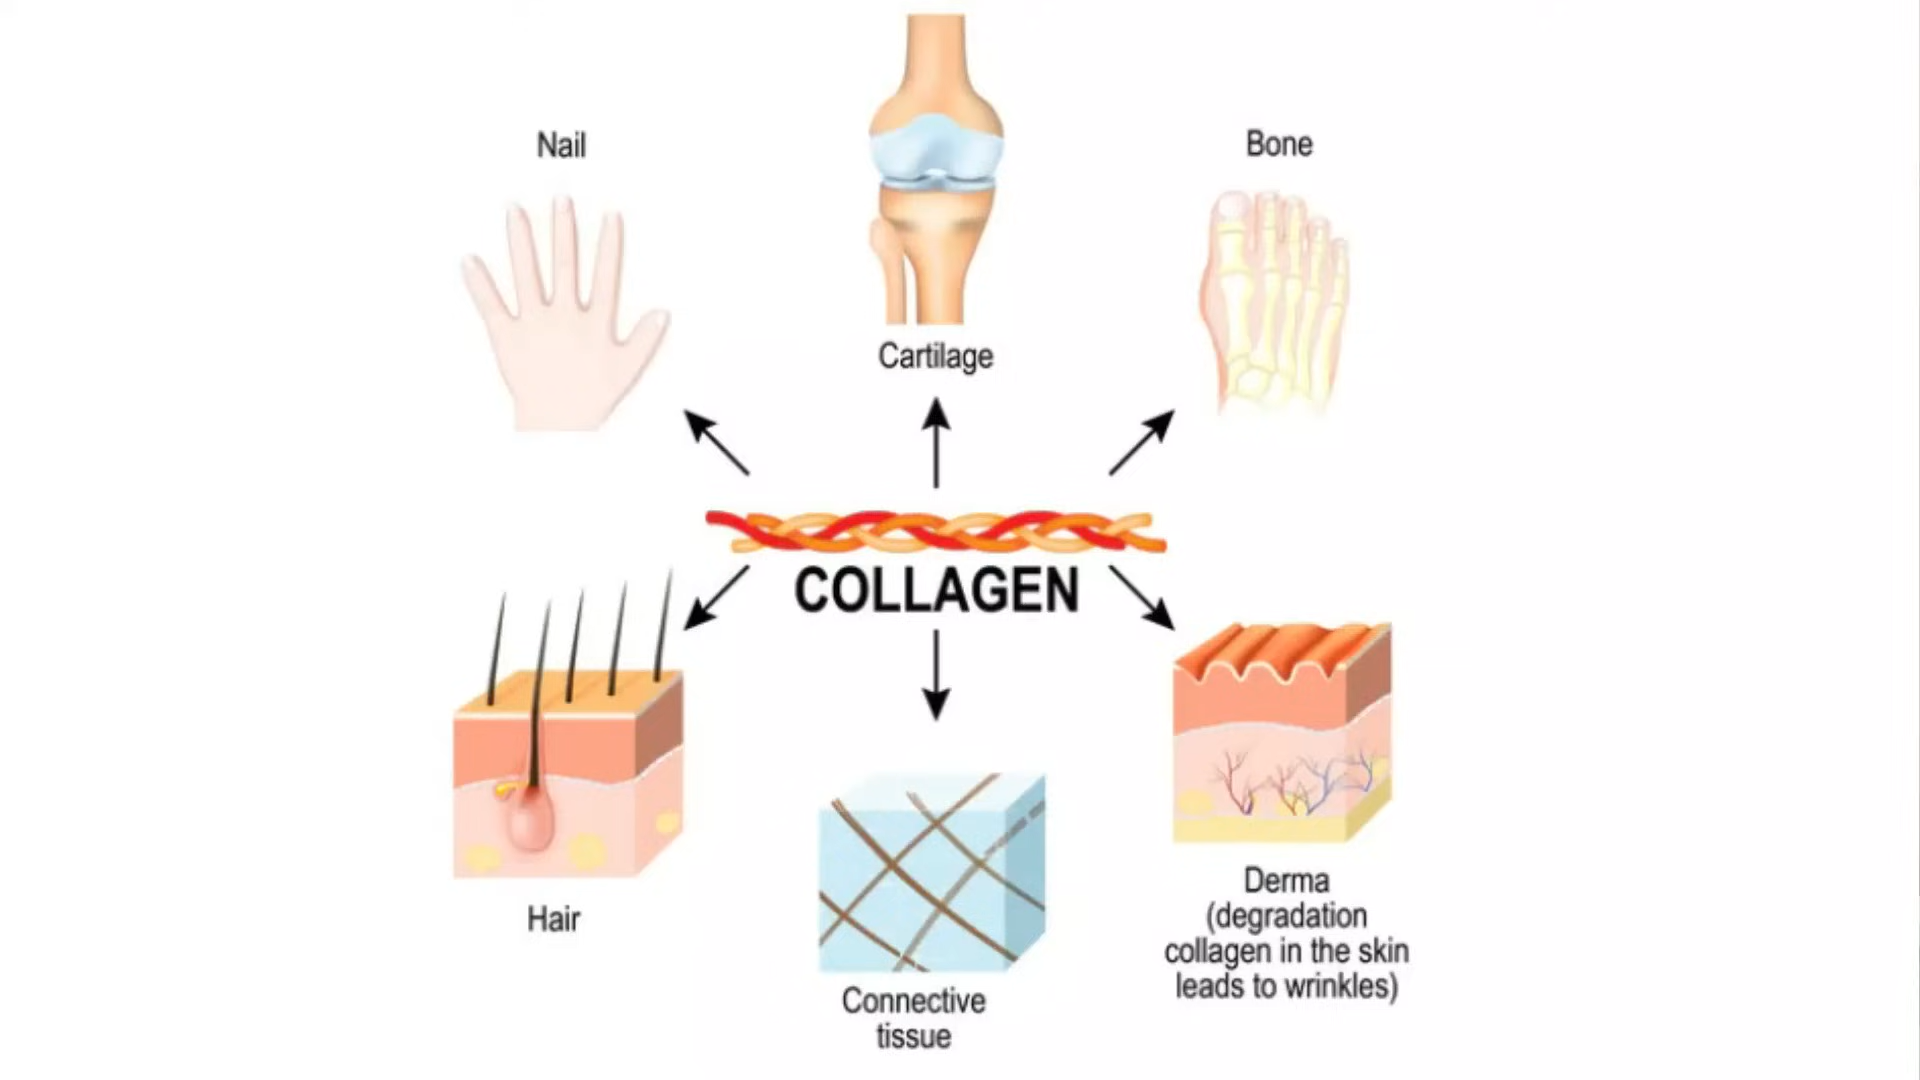 Nail
Bone
Cartilage
COLLAGEN
Hair
Derma
(degradation
collagen in the skin
leads to wrinkles)
Connective
tissue